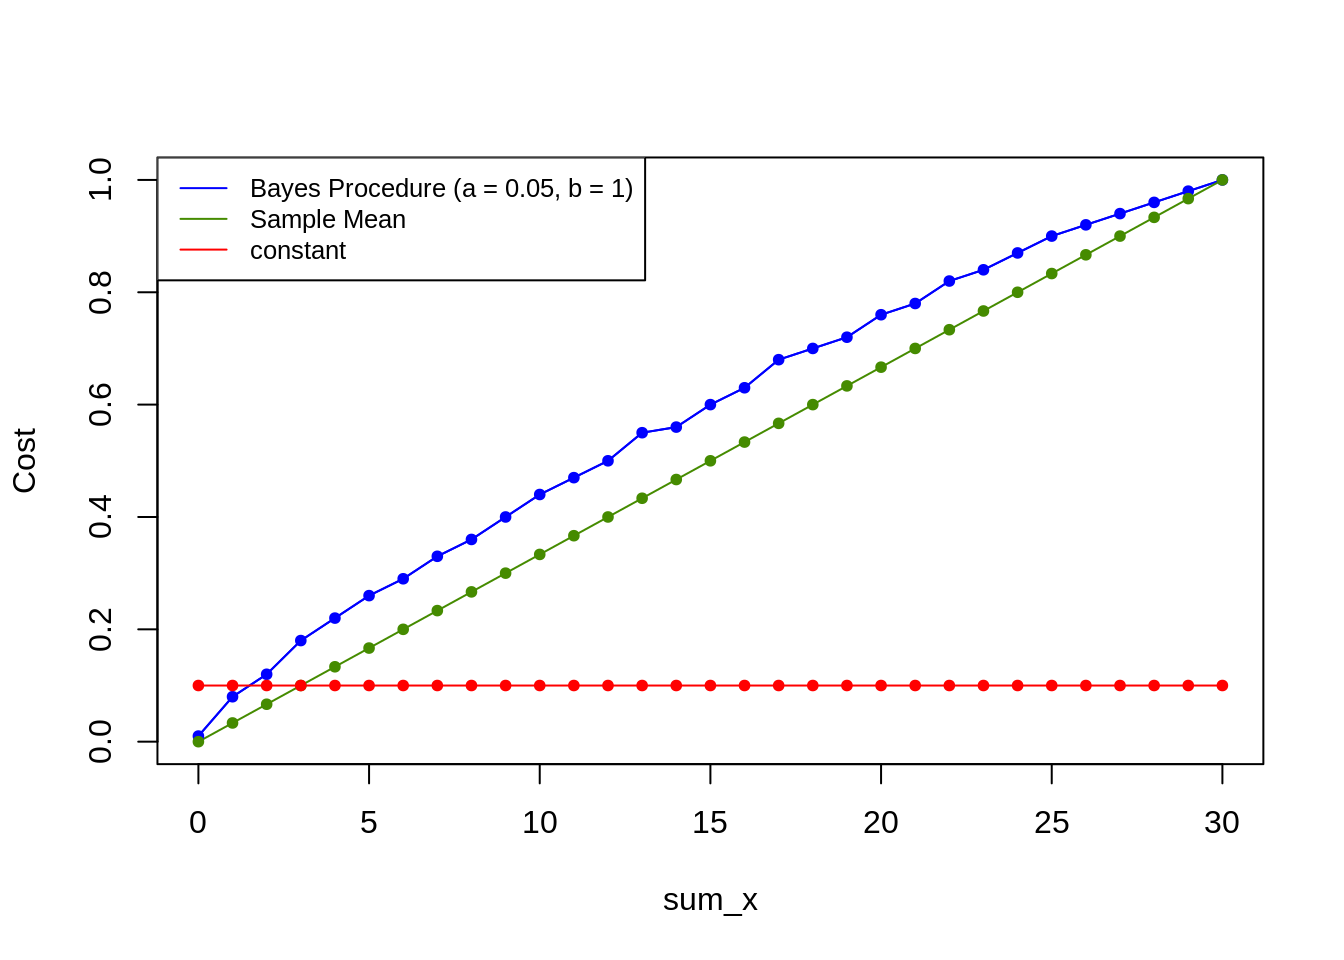 Bayes Procedure (a = 0.05, b = 1)
Sample Mean
constant
1.0
0.8
0.6
0.4
0.2
0.0
Cost
0 5 10 15 20 25 30
sum_x